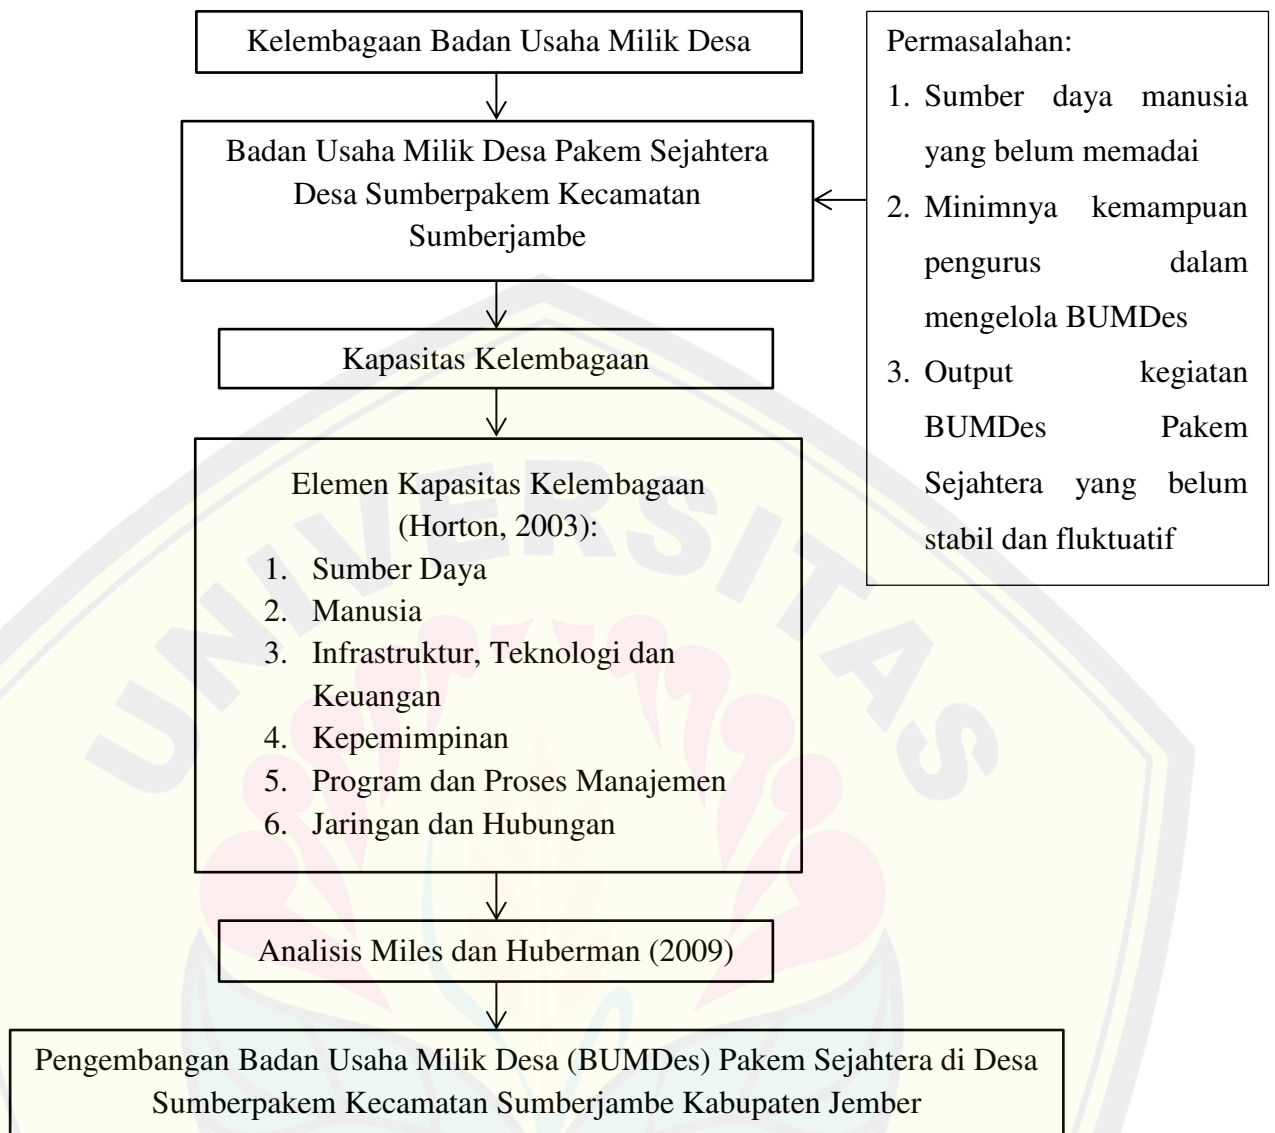 Kelembagaan Badan Usaha Milik Desa
Badan Usaha Milik Desa Pakem Sejahtera
Desa Sumberpakem Kecamatan
Sumberjambe
Permasalahan:
1. Sumber daya manusia
yang belum memadai
2. Minimnya kemampuan
pengurus dalam
mengelola BUMDes
3. Output kegiatan
BUMDes Pakem
Sejahtera yang belum
stabil dan fluktuatif
Kapasitas Kelembagaan
Elemen Kapasitas Kelembagaan
(Horton, 2003):
1. Sumber Daya
2. Manusia
3. Infrastruktur, Teknologi dan
Keuangan
4. Kepemimpinan
5. Program dan Proses Manajemen
6. Jaringan dan Hubungan
Analisis Miles dan Huberman (2009)
Pengembangan Badan Usaha Milik Desa (BUMDes) Pakem Sejahtera di Desa
Sumberpakem Kecamatan Sumberjambe Kabupaten Jember
UNIVERSITAS